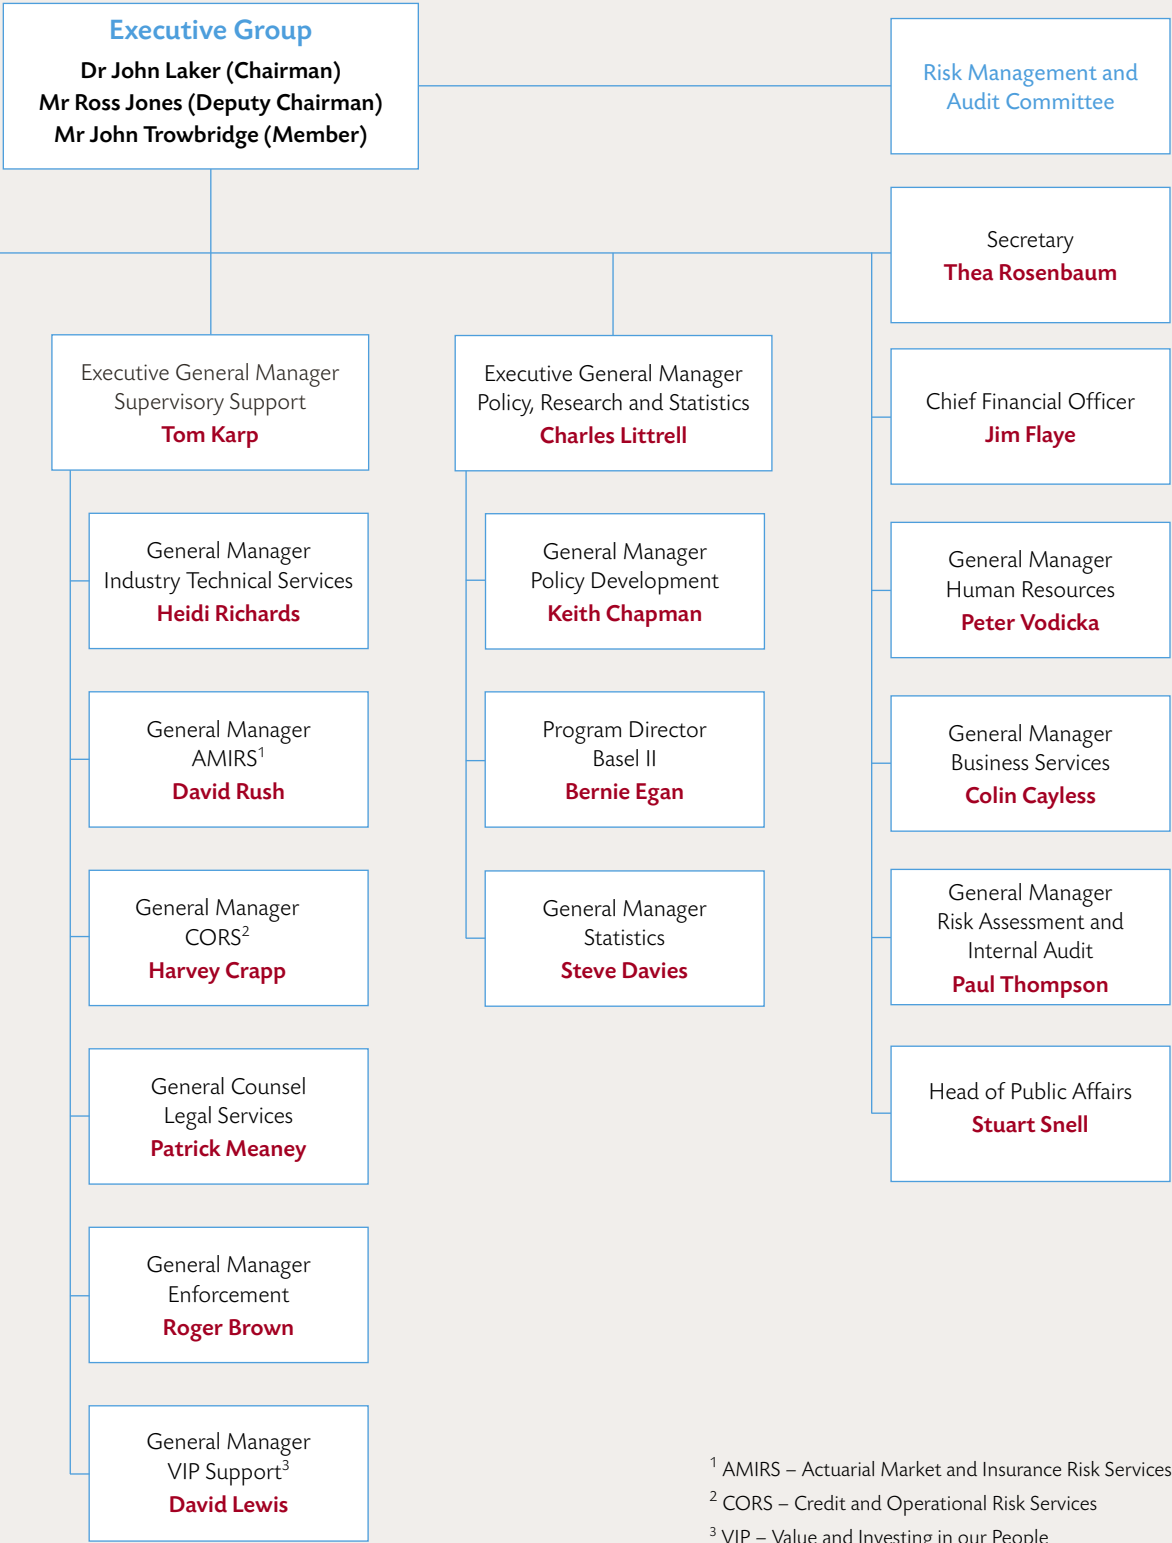 Executive Group
Dr John Laker (Chairman)
Mr Ross Jones (Deputy Chairman)
Mr John Trowbridge (Member)
Risk Management and
Audit Committee
Secretary
Thea Rosenbaum
Executive General Manager
Supervisory Support
Tom Karp
Executive General Manager
Policy, Research and Statistics
Charles Littrell
Chief Financial Officer
Jim Flaye
General Manager
Industry Technical Services
Heidi Richards
General Manager
Policy Development
Keith Chapman
General Manager
Human Resources
Peter Vodicka
General Manager
AMIRS¹
David Rush
Program Director
Basel II
Bernie Egan
General Manager
Business Services
Colin Cayless
General Manager
CORS²
Harvey Crapp
General Manager
Statistics
Steve Davies
General Manager
Risk Assessment and
Internal Audit
Paul Thompson
General Counsel
Legal Services
Patrick Meaney
Head of Public Affairs
Stuart Snell
General Manager
Enforcement
Roger Brown
General Manager
VIP Support³
David Lewis
¹ AMIRS – Actuarial Market and Insurance Risk Services
² CORS – Credit and Operational Risk Services
³ VIP – Value and Investing in our People